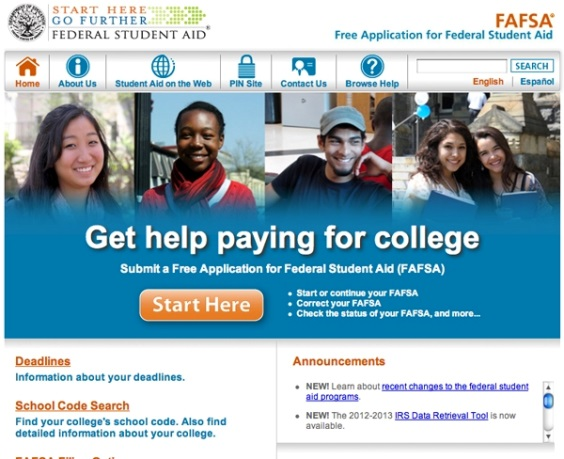 START HERE
GO FURTHER
FEDERAL STUDENT AID®
FAFSA®
Free Application for Federal Student Aid
Home
About Us
Student Aid on the Web
PIN Site
Contact Us
Browse Help
SEARCH
English | Español
Get help paying for college
Submit a Free Application for Federal Student Aid (FAFSA)
Start Here
• Start or continue your FAFSA
• Correct your FAFSA
• Check the status of your FAFSA, and more...
Deadlines
Information about your deadlines.
School Code Search
Find your college's school code. Also find
detailed information about your college.
Announcements
• NEW! Learn about recent changes to the federal student
aid programs.
• NEW! The 2012-2013 IRS Data Retrieval Tool is now
available.